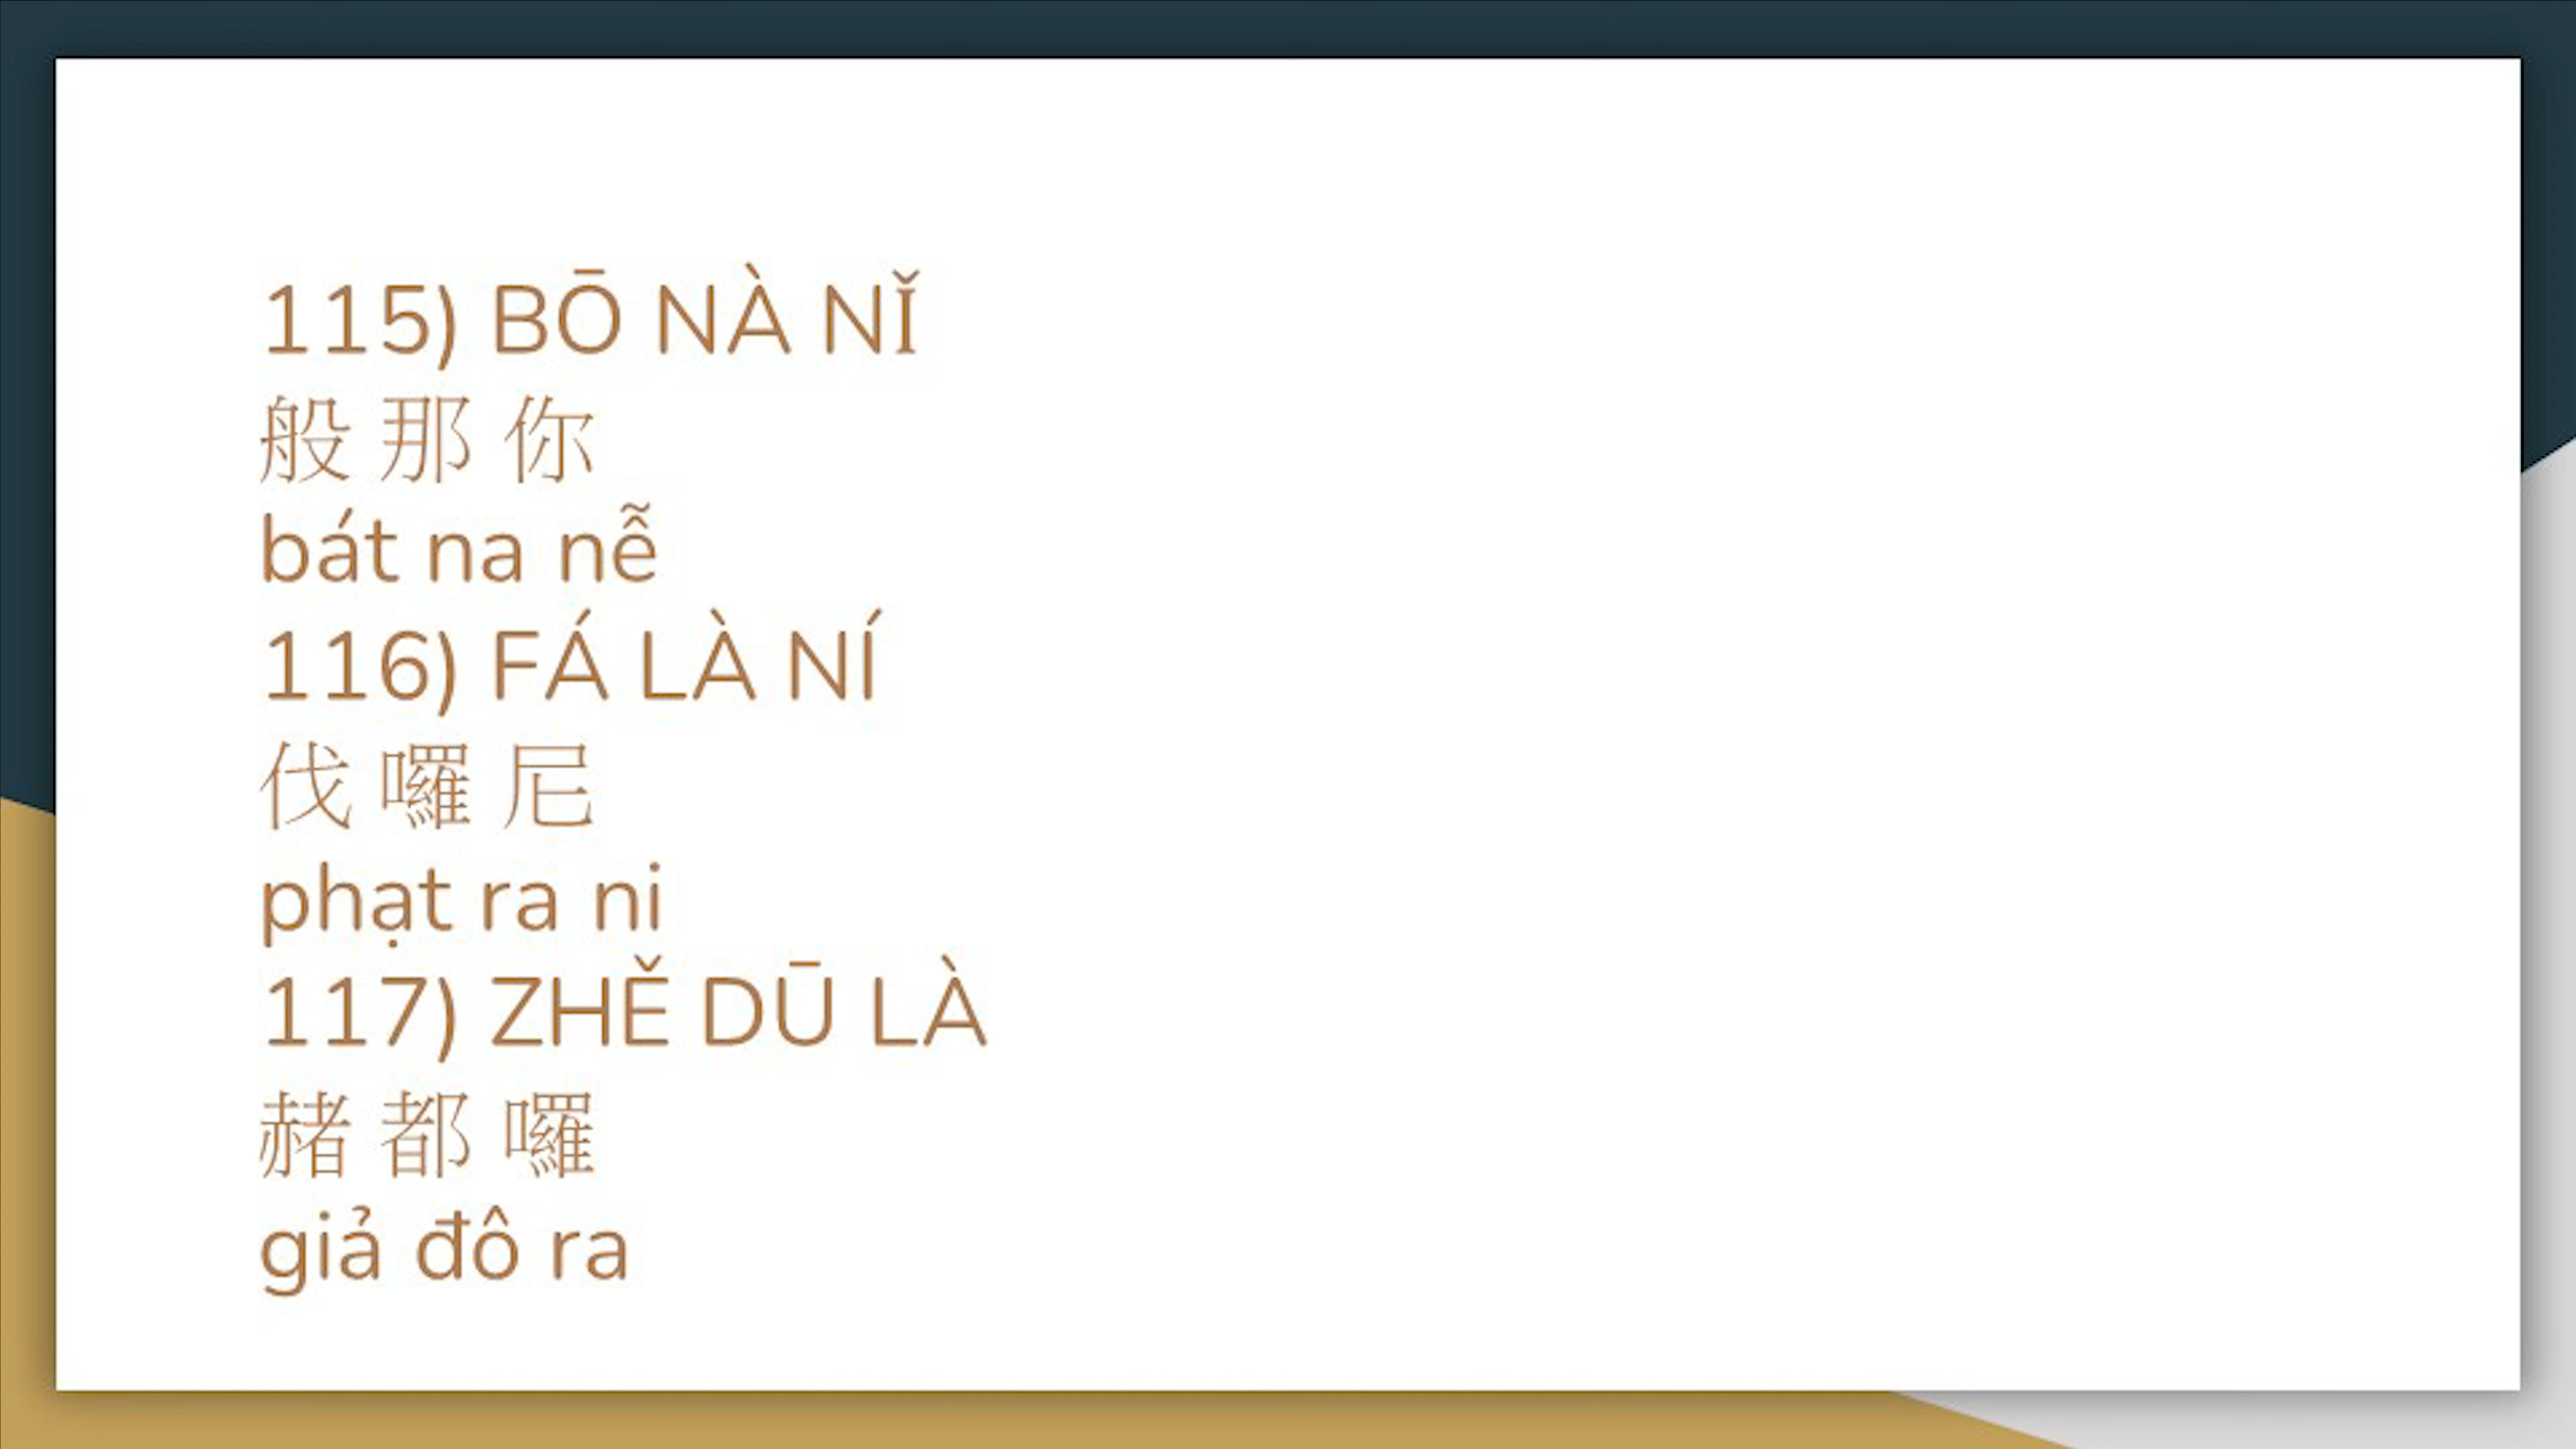 115) BŌ NÀ NǏ
般 那 你
bát na nễ
116) FÁ LÀ NÍ
伐 囉 尼
phạt ra ni
117) ZHĚ DŪ LÀ
赭 都 囉
giả đô ra